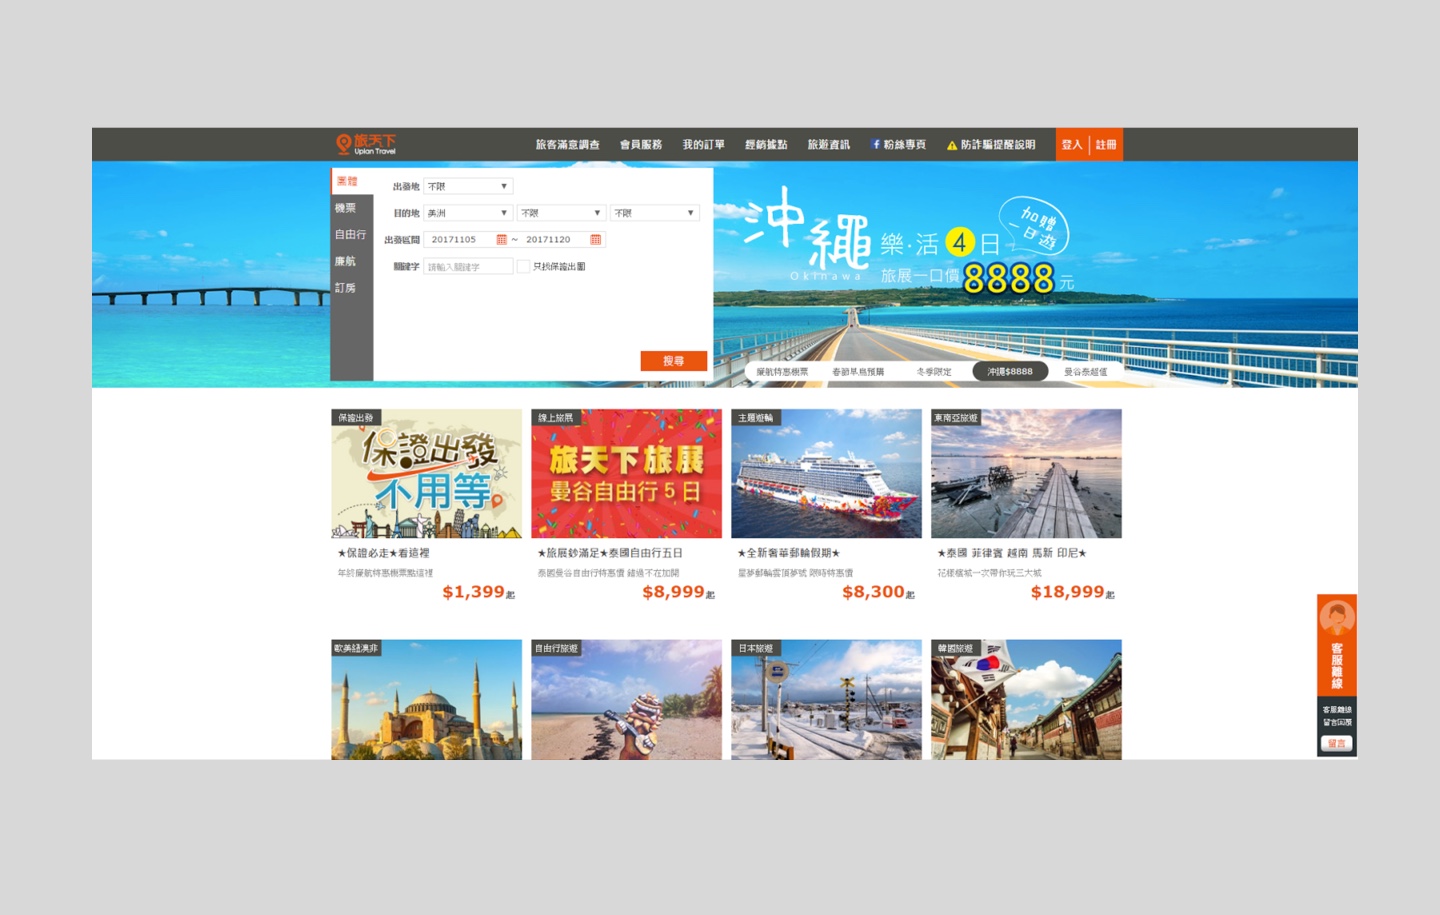 旅天下
Uplan Travel
旅客滿意調查 會員服務 我的訂單 經銷據點 旅遊資訊 粉絲專頁 防詐騙提醒說明 登入 註冊
團體
機票
自由行
廉航
訂房
出發地 不限
目的地 美洲 不限 不限
出發區間 20171105 ~ 20171120
關鍵字 請輸入關鍵字 只找保證出團
搜尋
沖繩
Okinawa
樂·活4日
加贈
一日遊
旅展一口價8888元
廉航特惠機票 春節早鳥預購 冬季限定 沖繩$8888 曼谷泰超值
保證出發
保證出發
不用等
★保證必走★看這裡
年終廉航特惠機票點這裡
$1,399起
線上旅展
旅天下旅展
曼谷自由行5日
★旅展鈔滿足★泰國自由行五日
泰國曼谷自由行特惠價 錯過不在加開
$8,999起
主題遊輪
★全新奢華郵輪假期★
星夢郵輪雲頂夢號 限時特惠價
$8,300起
東南亞旅遊
★泰國 菲律賓 越南 馬新 印尼★
花樣檳城一次帶你玩三大城
$18,999起
歐美紐澳非
自由行旅遊
日本旅遊
韓國旅遊
客服離線
客服離線
留言回覆
留言